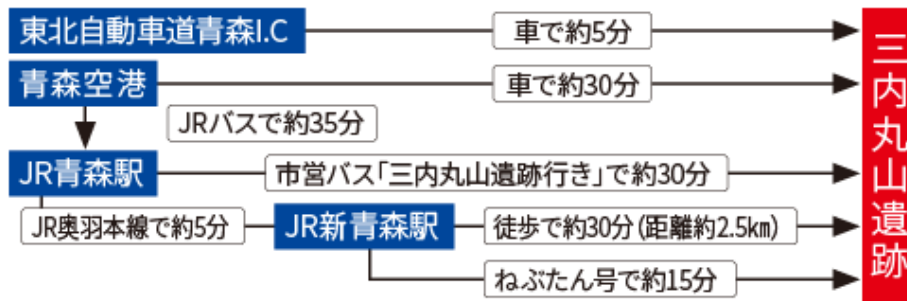 東北自動車道青森I.C
車で約5分
青森空港
車で約30分
JRバスで約35分
JR青森駅
市営バス「三内丸山遺跡行き」で約30分
JR奥羽本線で約5分
JR新青森駅
徒歩で約30分(距離約2.5㎞)
ねぶたん号で約15分
三内丸山遺跡